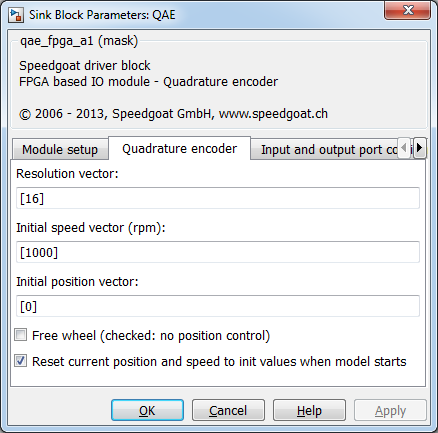 Sink Block Parameters: QAE
qae_fpga_a1 (mask)
Speedgoat driver block
FPGA based IO module - Quadrature encoder
© 2006 - 2013, Speedgoat GmbH, www.speedgoat.ch
Module setup
Quadrature encoder
Input and output port co
Resolution vector:
[16]
Initial speed vector (rpm):
[1000]
Initial position vector:
[0]
Free wheel (checked: no position control)
Reset current position and speed to init values when model starts
OK
Cancel
Help
Apply